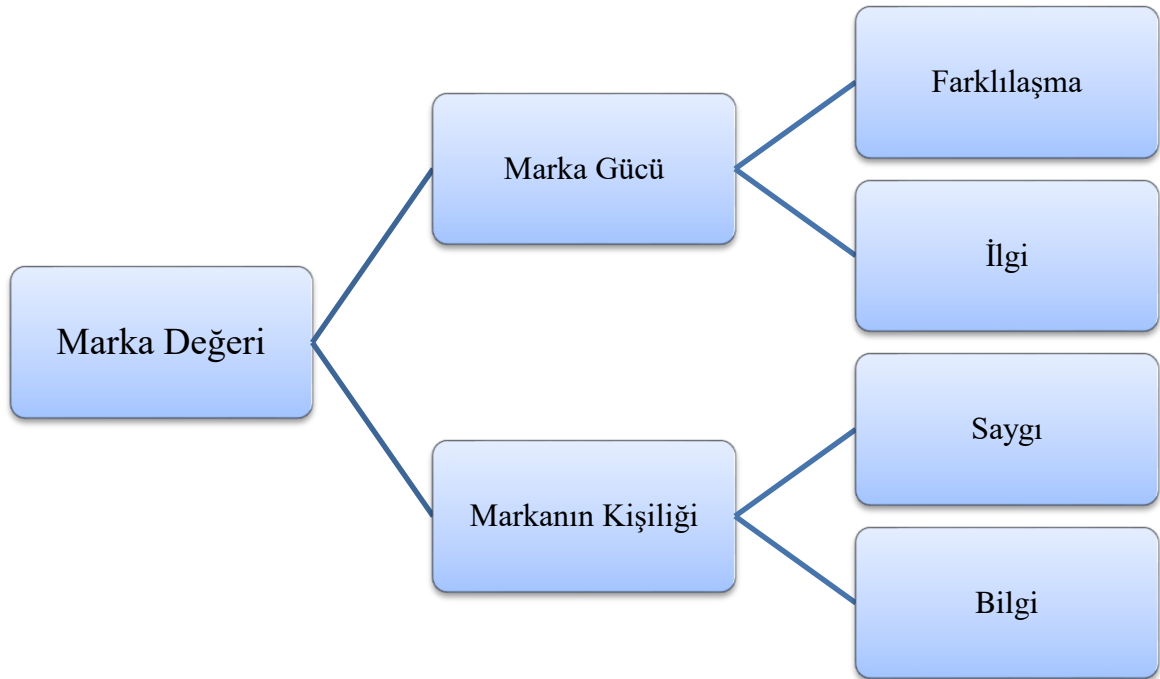 Marka Değeri
Marka Gücü
Farklılaşma
İlgi
Markanın Kişiliği
Saygı
Bilgi